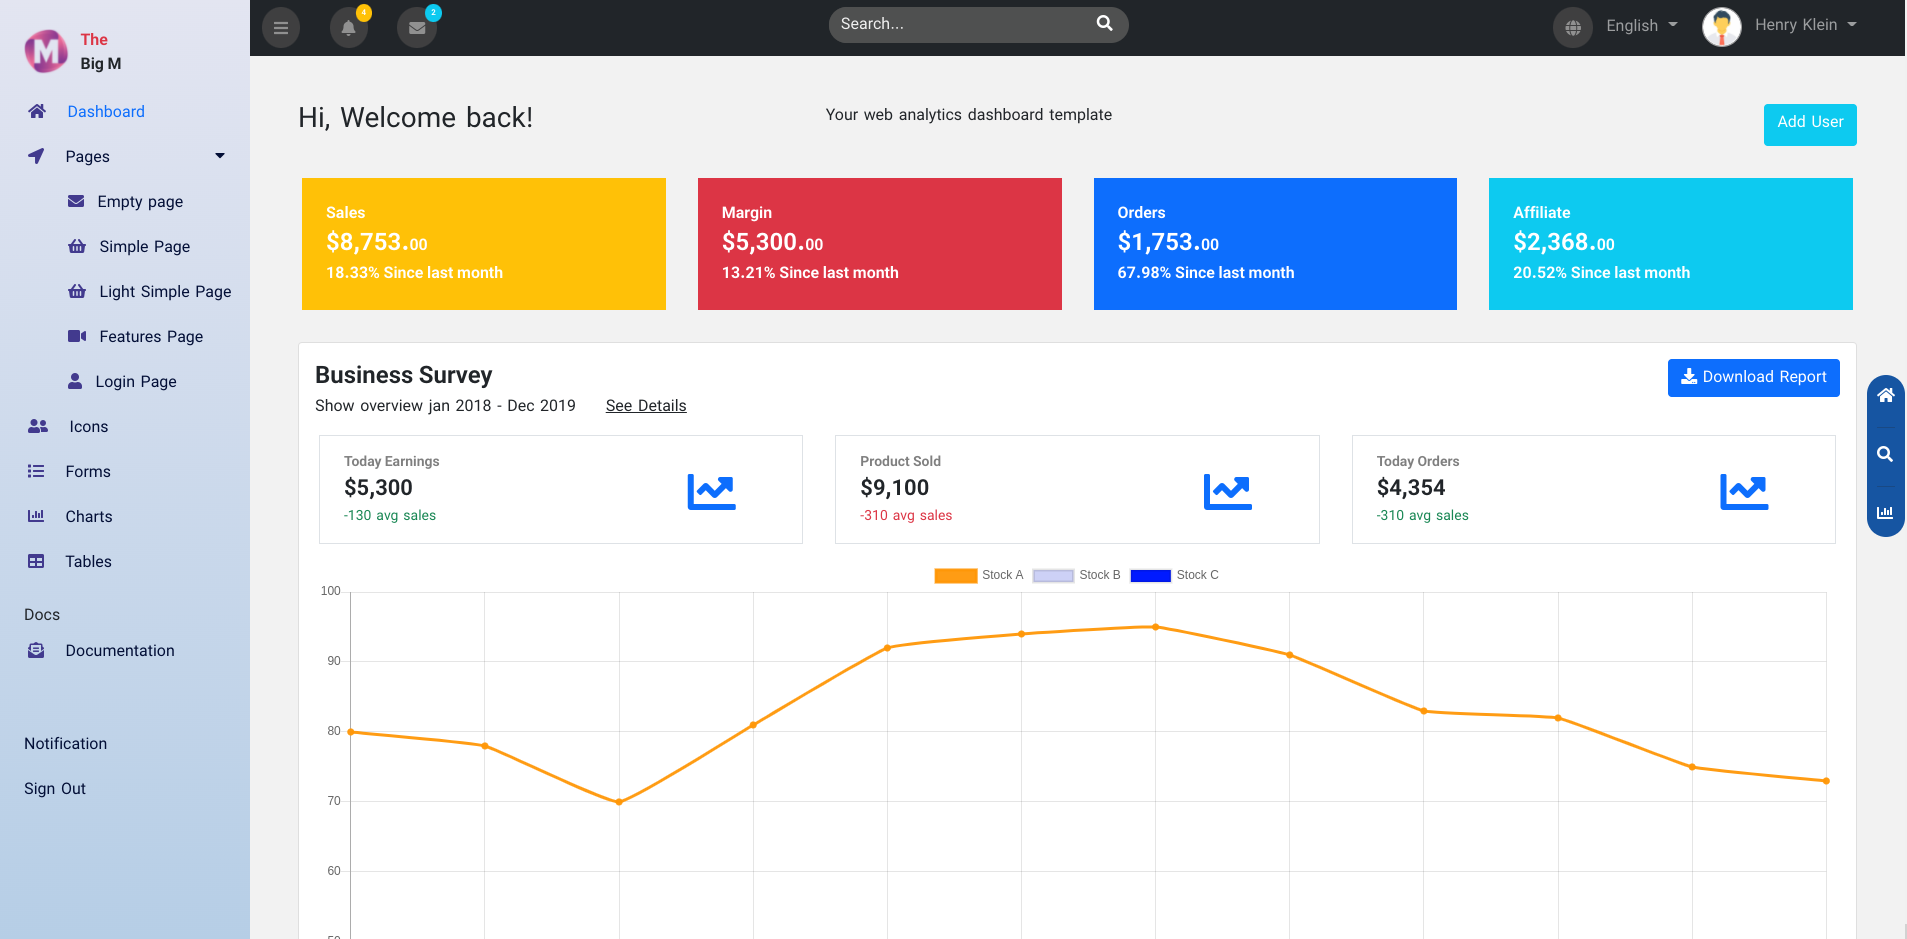 The
Big M
4
2
Search...
English
Henry Klein
Dashboard
Pages
Empty page
Simple Page
Light Simple Page
Features Page
Login Page
Icons
Forms
Charts
Tables
Docs
Documentation
Notification
Sign Out
Hi, Welcome back!
Your web analytics dashboard template
Add User
Sales
$8,753.00
18.33% Since last month
Margin
$5,300.00
13.21% Since last month
Orders
$1,753.00
67.98% Since last month
Affiliate
$2,368.00
20.52% Since last month
Business Survey
Show overview jan 2018 - Dec 2019 See Details
Download Report
Today Earnings
$5,300
-130 avg sales
Product Sold
$9,100
-310 avg sales
Today Orders
$4,354
-310 avg sales
Stock A Stock B Stock C
100
90
80
70
60